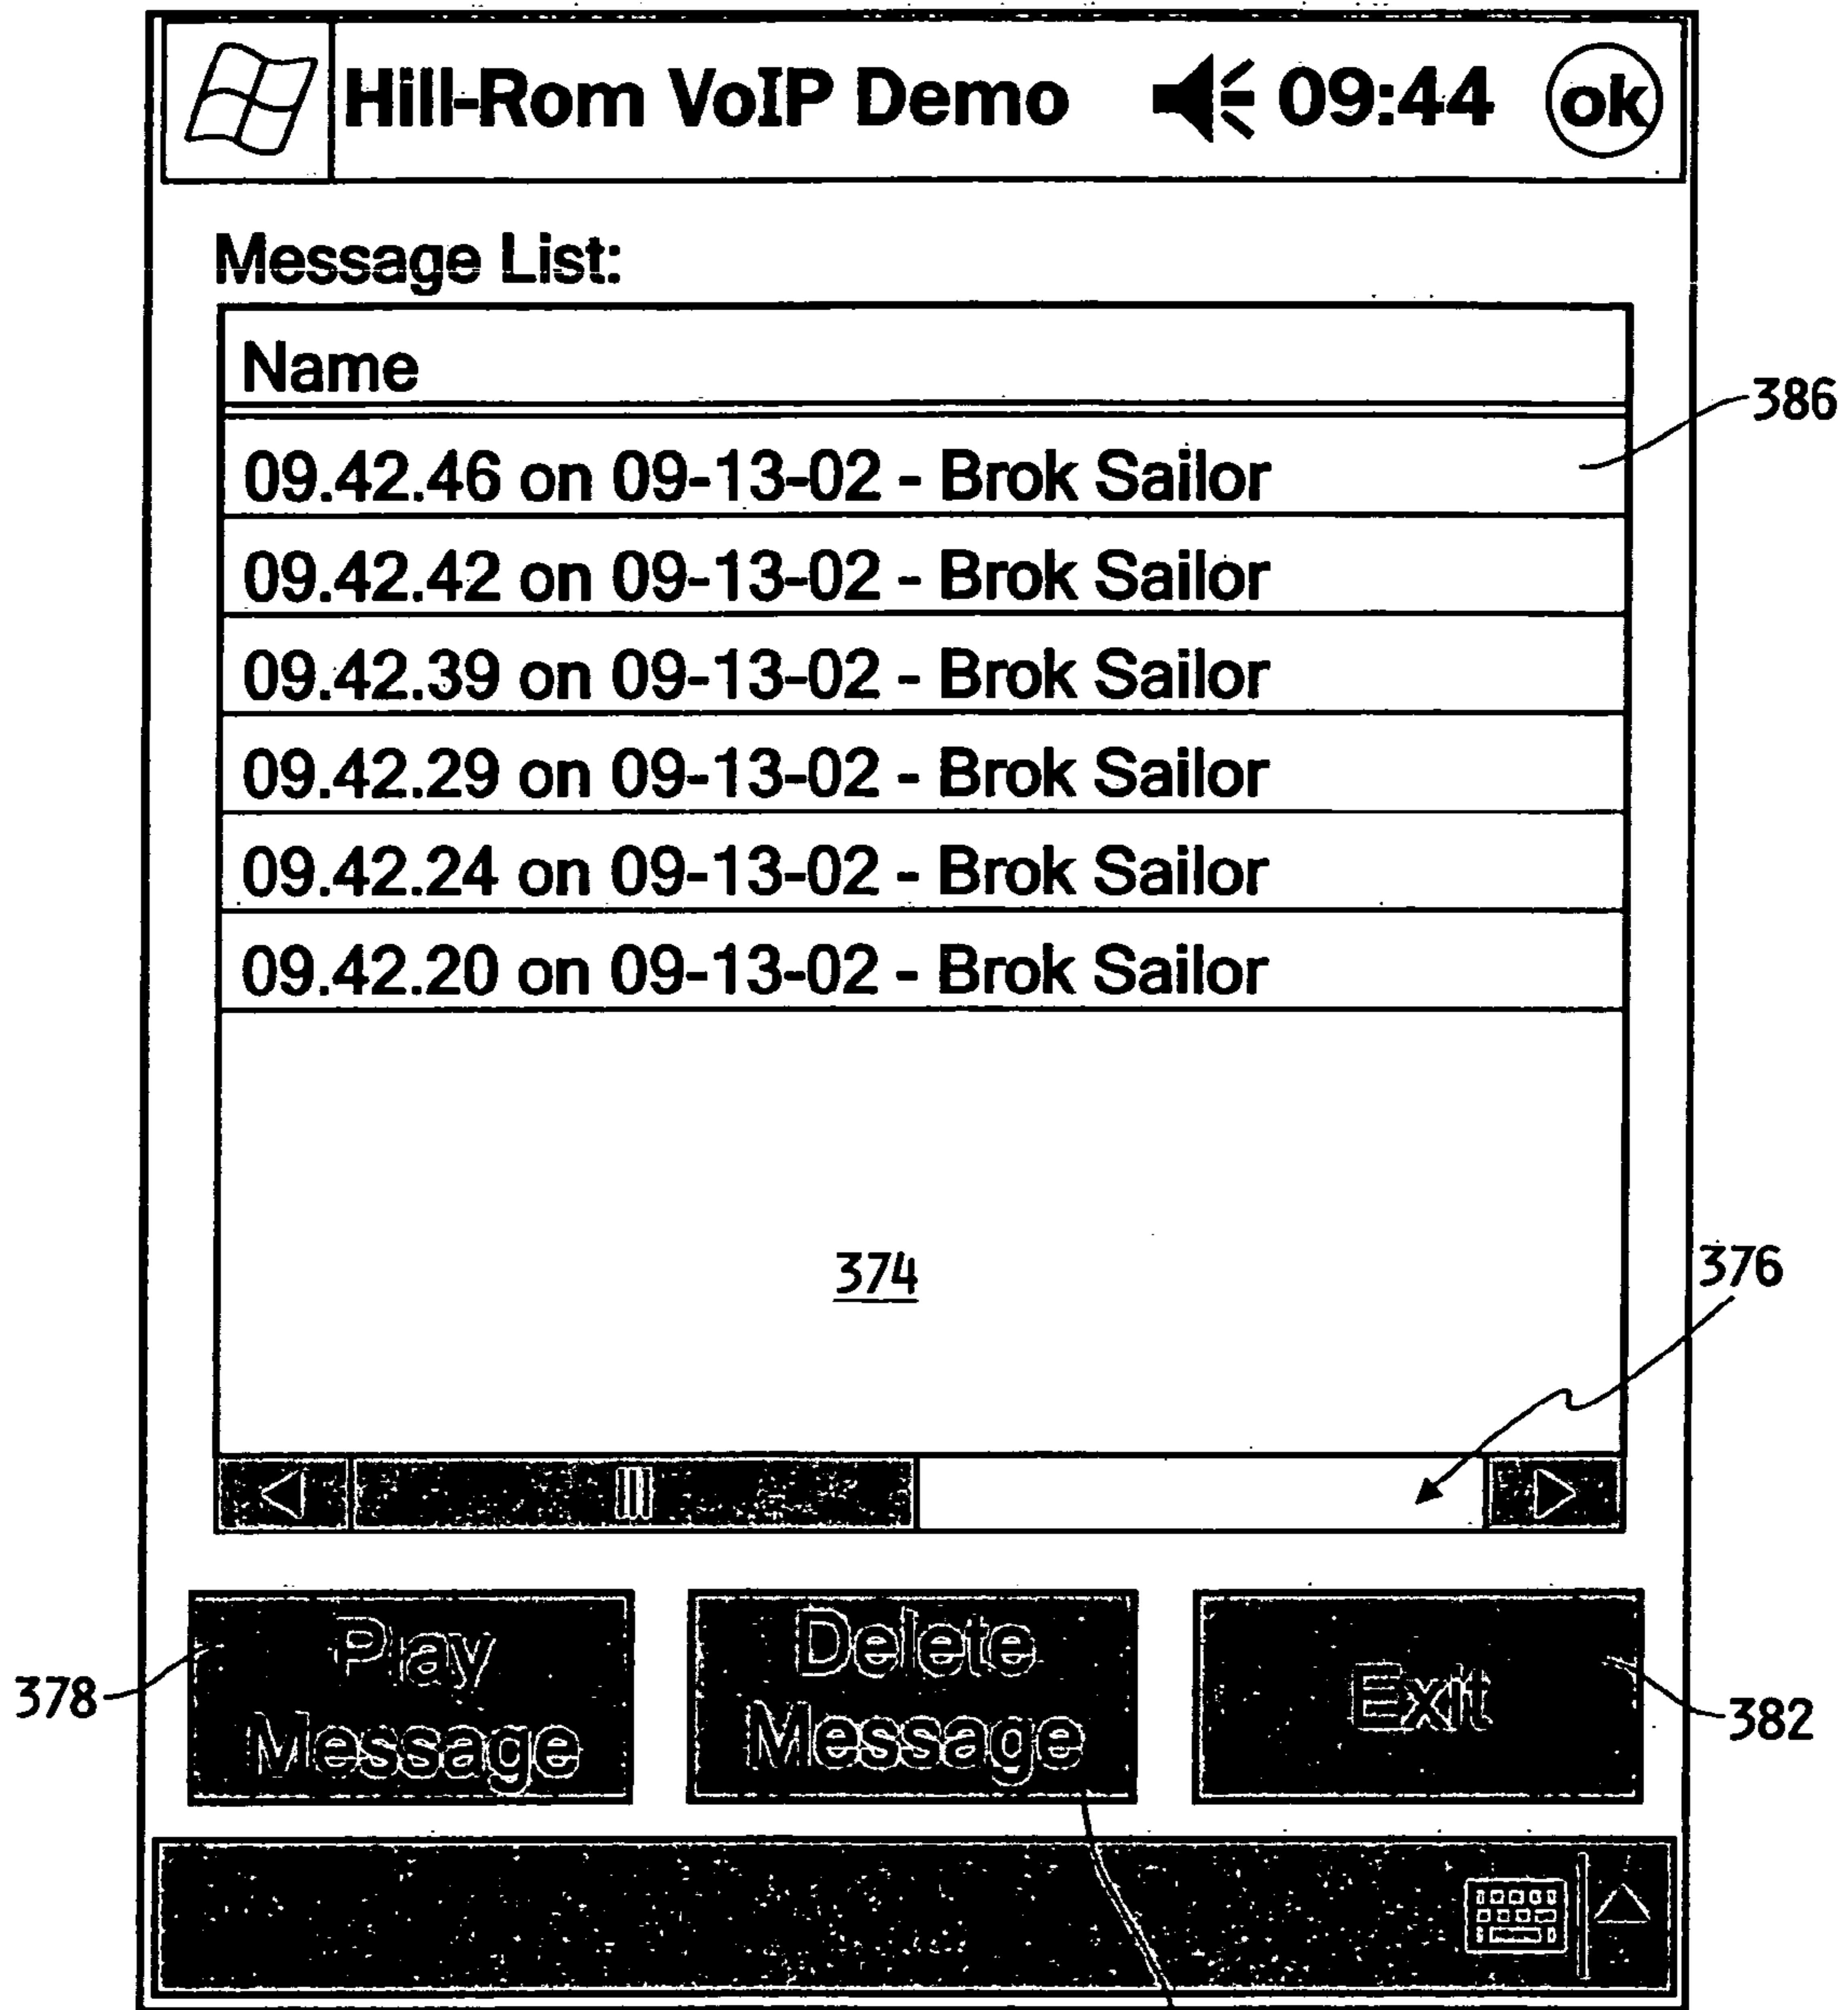 Hill-Rom VoIP Demo 09:44 ok
Message List:
Name
386
09.42.46 on 09-13-02 - Brok Sailor
09.42.42 on 09-13-02 - Brok Sailor
09.42.39 on 09-13-02 - Brok Sailor
09.42.29 on 09-13-02 - Brok Sailor
09.42.24 on 09-13-02 - Brok Sailor
09.42.20 on 09-13-02 - Brok Sailor
374
376
378
Play
Message
Delete
Message
Exit
382